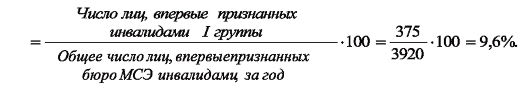 Число лиц, впервые признанных
инвалидами I группы
= ·100 = 375/3920 ·100 = 9,6%.
Общее число лиц, впервыепризнанных
бюро МСЭ инвалидамц за год